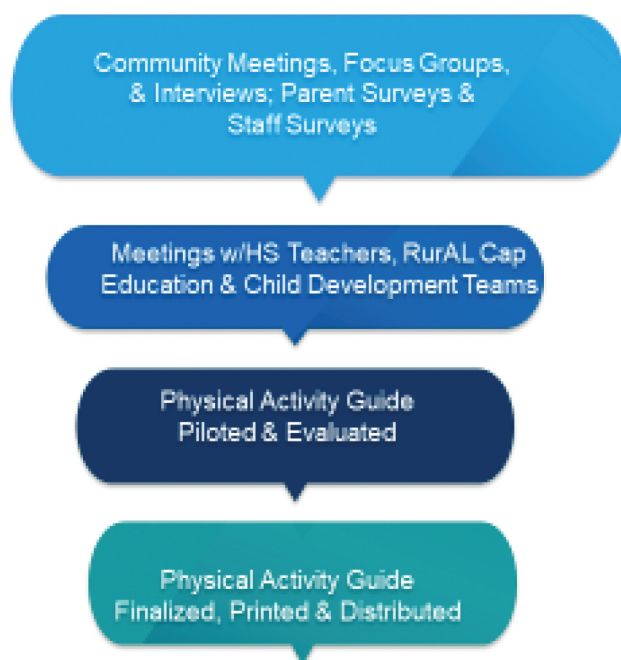 Community Meetings, Focus Groups,
& Interviews; Parent Surveys &
Staff Surveys
Meetings w/HS Teachers, RurAL Cap
Education & Child Development Teams
Physical Activity Guide
Piloted & Evaluated
Physical Activity Guide
Finalized, Printed & Distributed